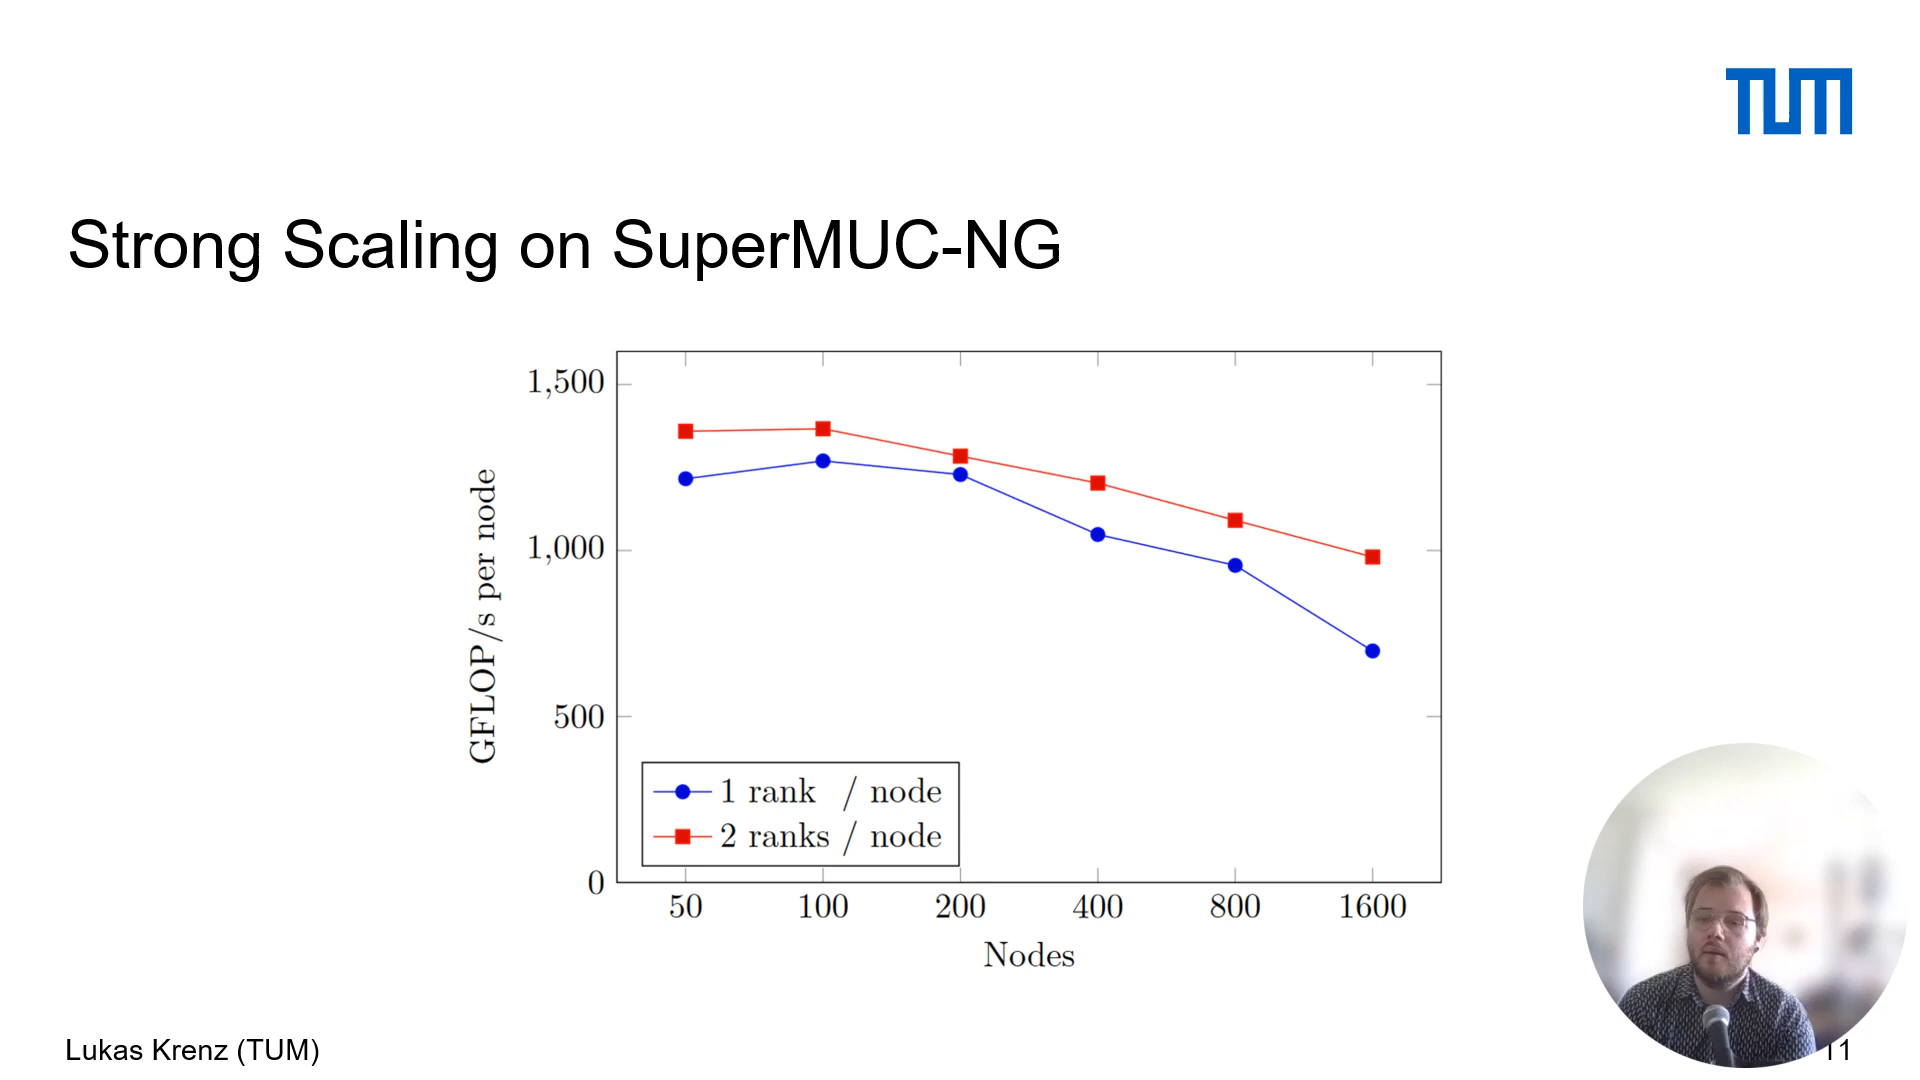 TUM
Strong Scaling on SuperMUC-NG
1,500
1,000
500
0
GFLOP/s per node
1 rank / node
2 ranks / node
50 100 200 400 800 1600
Nodes
Lukas Krenz (TUM)
11